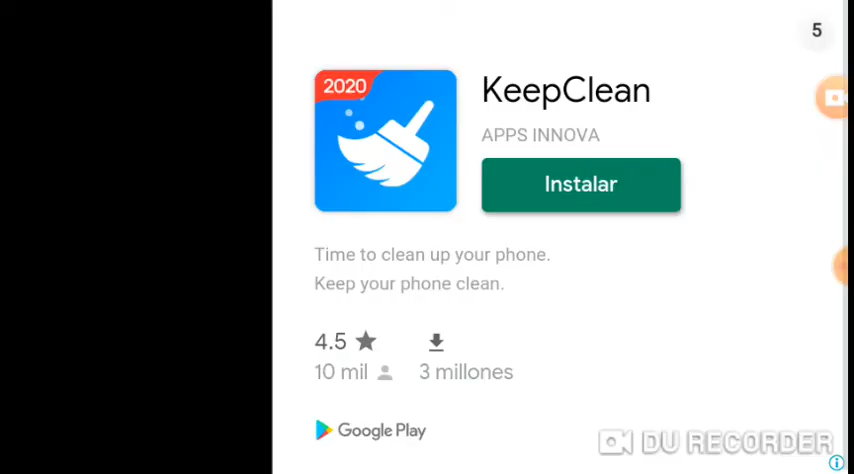 5
2020
KeepClean
APPS INNOVA
Instalar
Time to clean up your phone.
Keep your phone clean.
4.5
10 mil 3 millones
Google Play
DU RECORDER